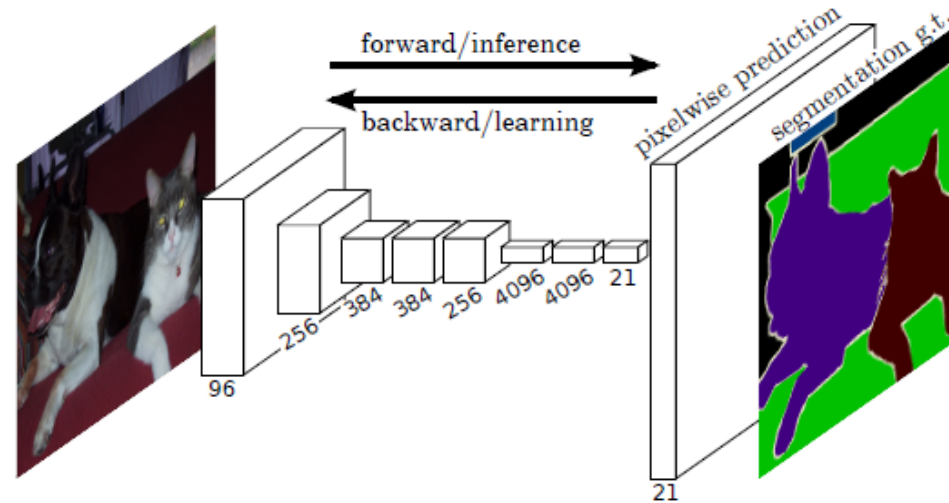 forward/inference
backward/learning
pixelwise prediction
segmentation g.t.
96
256
384
384
256
4096
4096
21
21